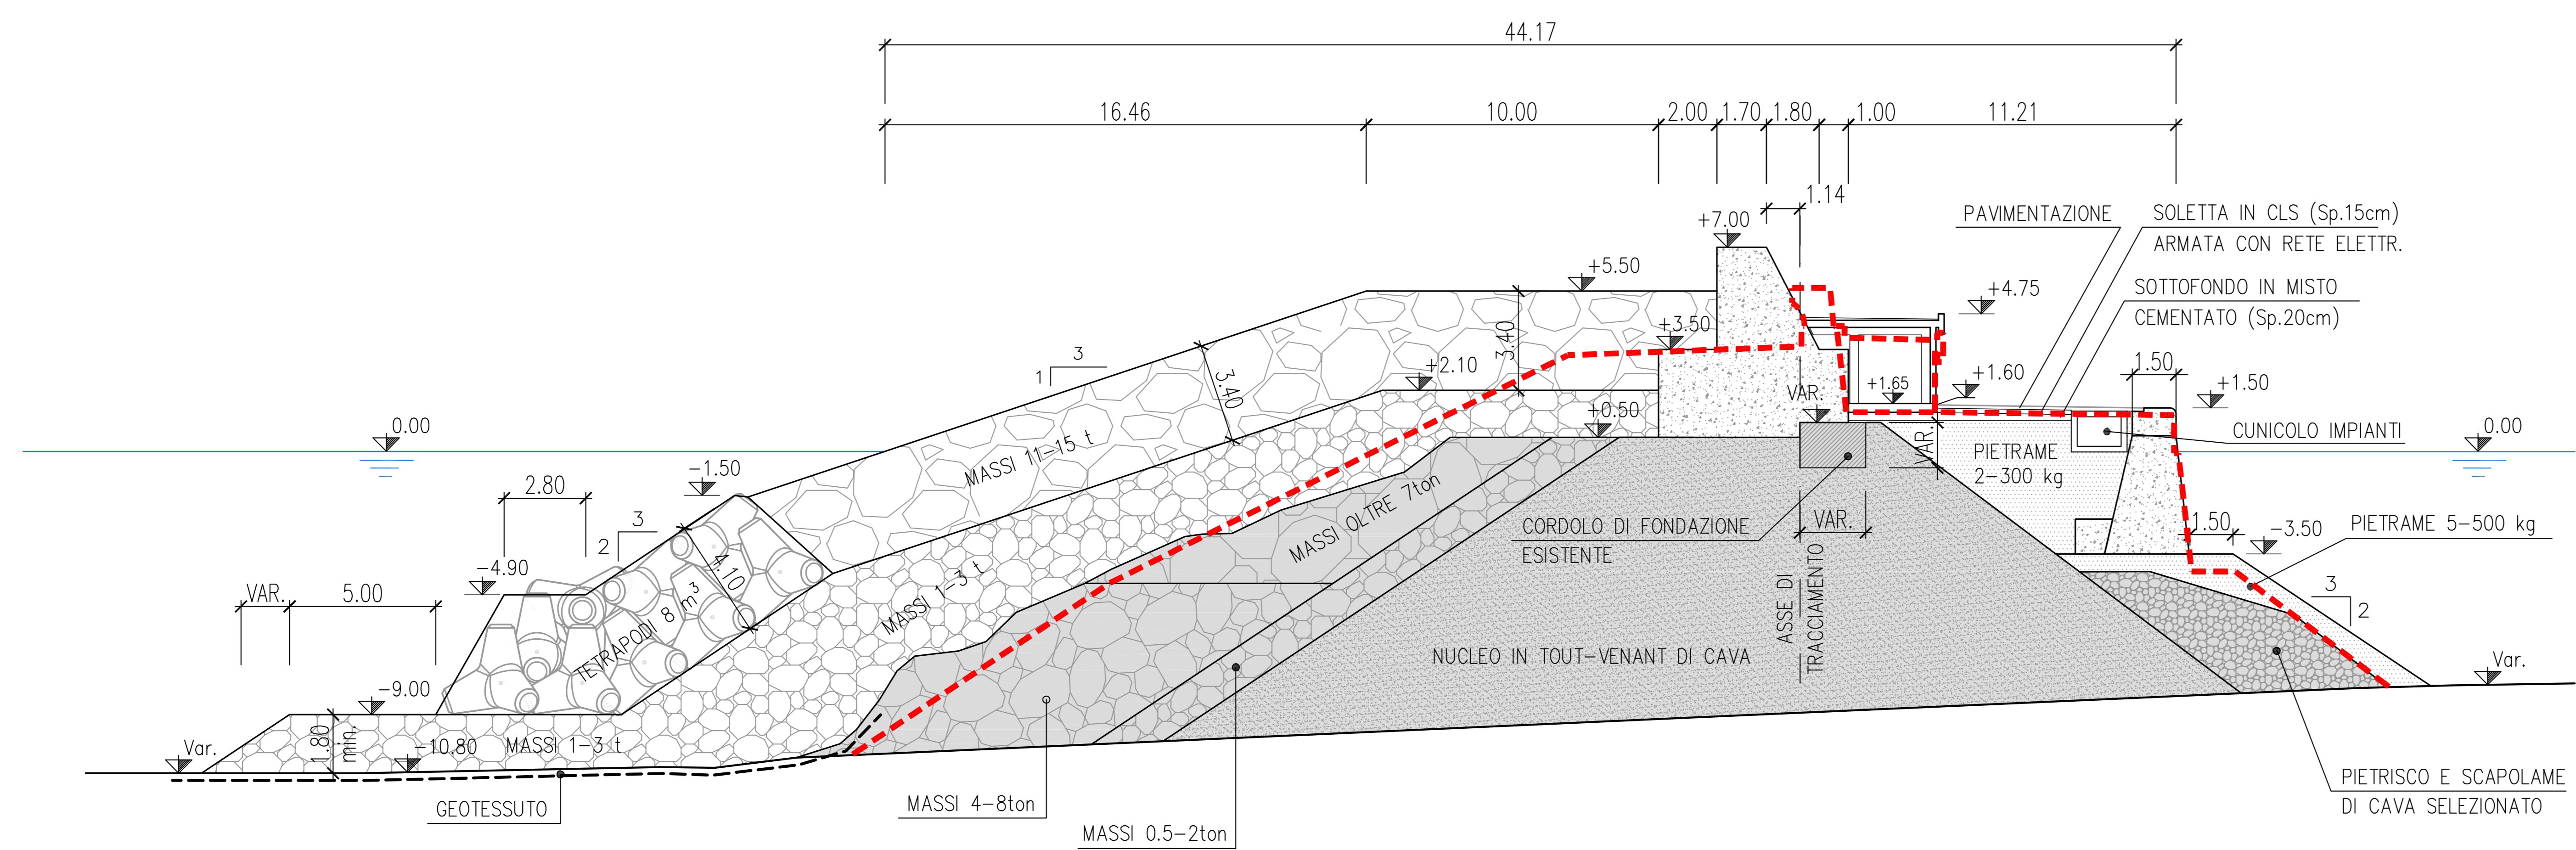 44.17
16.46
10.00
2.00
1.70
1.80
1.00
11.21
1.14
+7.00
PAVIMENTAZIONE
SOLETTA IN CLS (Sp.15cm)
ARMATA CON RETE ELETTR.
+5.50
+4.75
SOTTOFONDO IN MISTO
CEMENTATO (Sp.20cm)
+3.50
3.40
3
1
3.40
+2.10
VAR.
+1.65
+1.60
1.50
+1.50
0.00
+0.50
VAR.
PIETRAME
2-300 kg
CUNICOLO IMPIANTI
0.00
MASSI 11-15 t
-1.50
2.80
3
2
MASSI OLTRE 7ton
CORDOLO DI FONDAZIONE
ESISTENTE
VAR.
1.50
-3.50
PIETRAME 5-500 kg
-4.90
4.10
VAR.
5.00
TETRAPODI 8 m³
MASSI 1-3 t
ASSE DI
TRACCIAMENTO
3
2
NUCLEO IN TOUT-VENANT DI CAVA
Var.
-9.00
1.80
min.
Var.
-10.80
MASSI 1-3 t
GEOTESSUTO
MASSI 4-8ton
MASSI 0.5-2ton
PIETRISCO E SCAPOLAME
DI CAVA SELEZIONATO